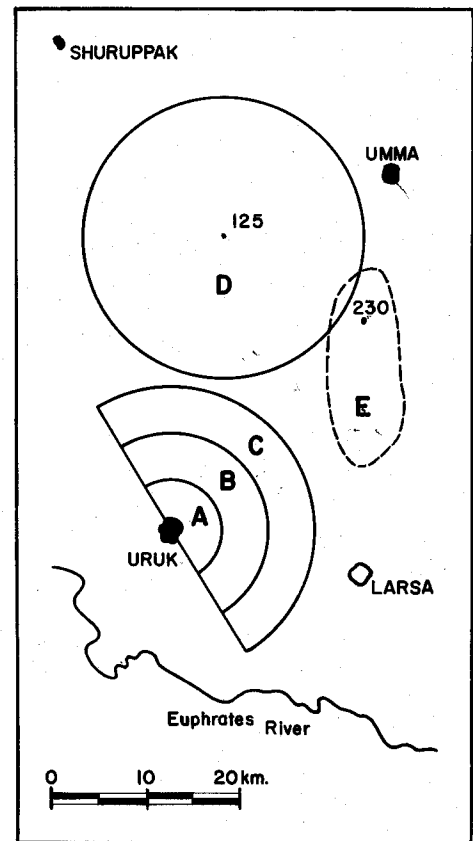 SHURUPPAK
UMMA
125
D
230
E
C
B
A
URUK
LARSA
Euphrates River
0 10 20 km.